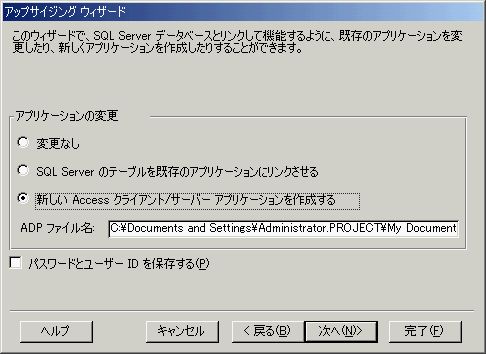 アップサイジング ウィザード
このウィザードで、SQL Server データベースとリンクして機能するように、既存のアプリケーションを変
更したり、新しくアプリケーションを作成したりすることができます。
アプリケーションの変更
変更なし
SQL Server のテーブルを既存のアプリケーションにリンクさせる
新しい Access クライアント/サーバー アプリケーションを作成する
ADP ファイル名: C:¥Documents and Settings¥Administrator.PROJECT¥My Document
パスワードとユーザー ID を保存する(P)
ヘルプ キャンセル < 戻る(B) 次へ(N)> 完了(F)